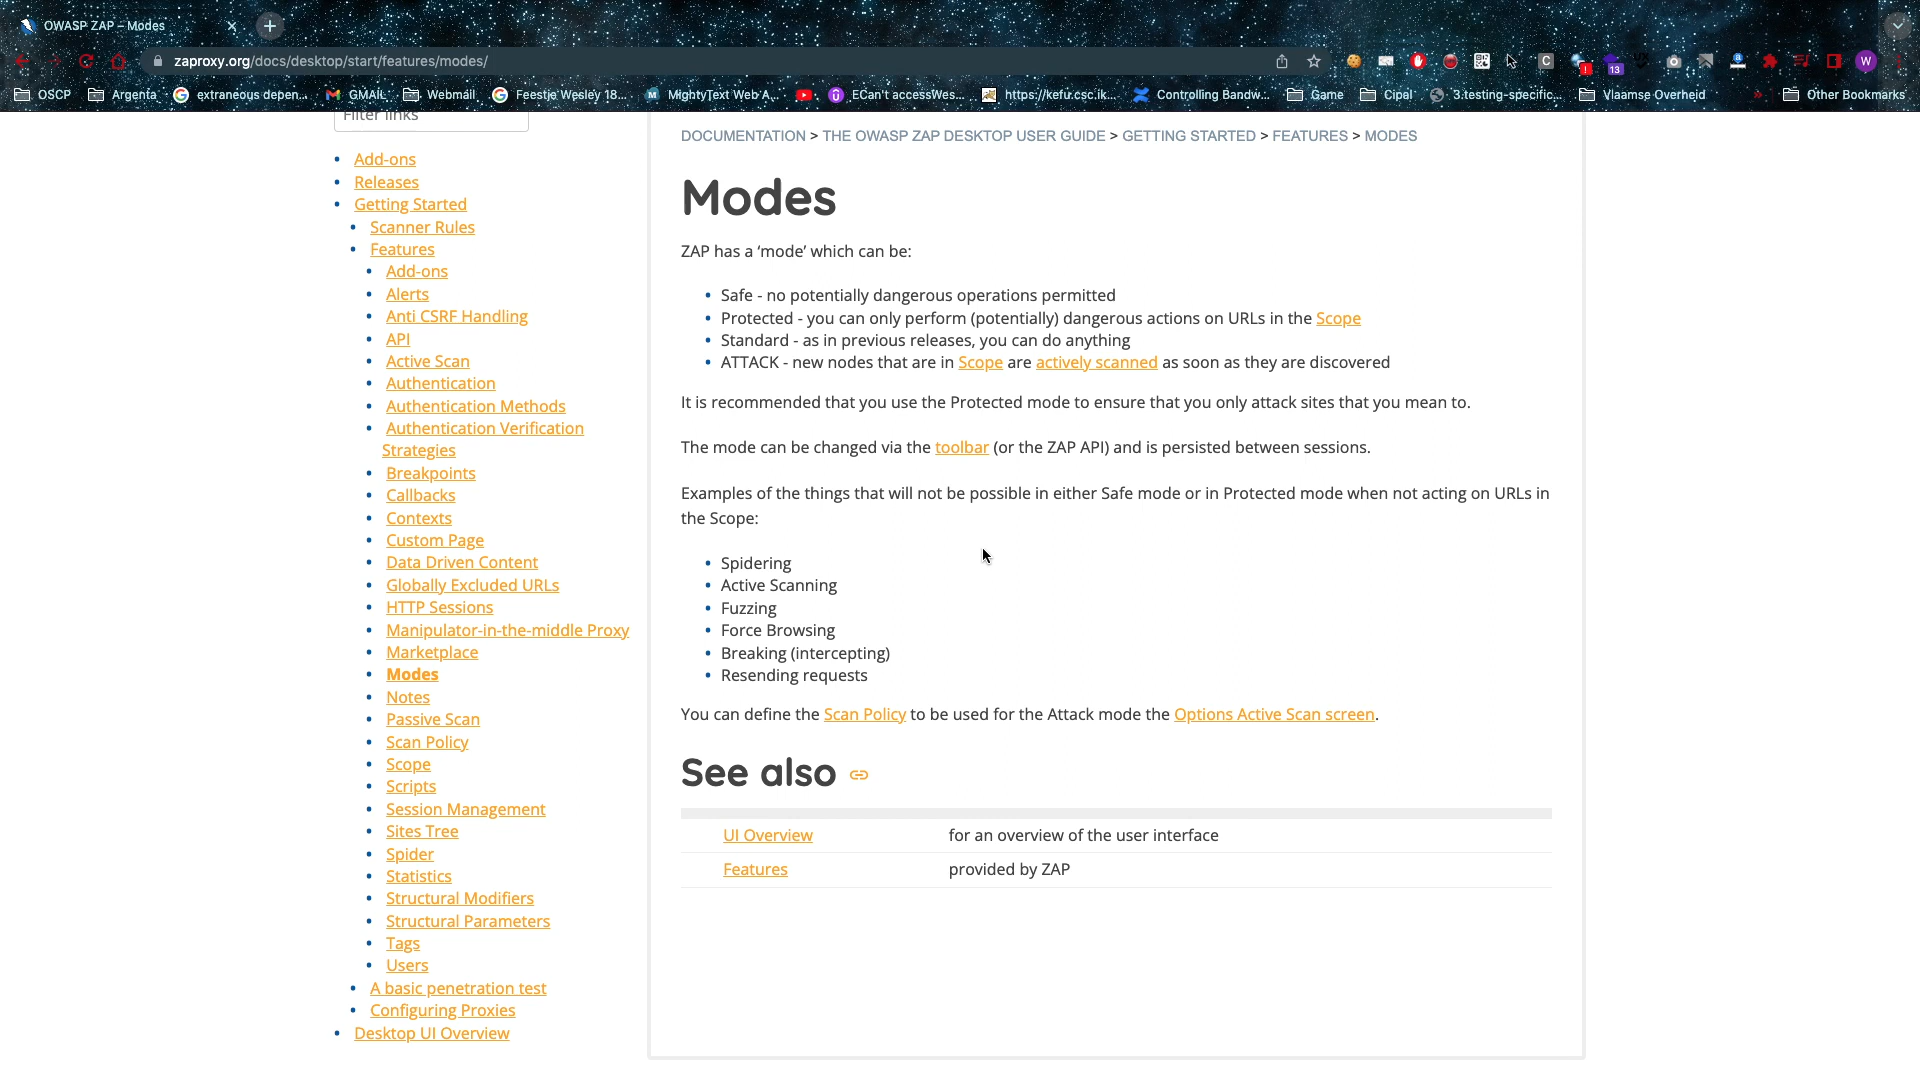 OWASP ZAP – Modes
zaproxy.org/docs/desktop/start/features/modes/
13
C
W
OSCP
Argenta
extraneous depen...
GMAIL
Webmail
Feestje Wesley 18...
MightyText Web A...
ECan't accessWes...
https://kefu.csc.ik...
Controlling Bandw...
Game
Cipal
3.testing-specific...
Vlaamse Overheid
»
Other Bookmarks
Filter links
Add-ons
Releases
Getting Started
Scanner Rules
Features
Add-ons
Alerts
Anti CSRF Handling
API
Active Scan
Authentication
Authentication Methods
Authentication Verification
Strategies
Breakpoints
Callbacks
Contexts
Custom Page
Data Driven Content
Globally Excluded URLs
HTTP Sessions
Manipulator-in-the-middle Proxy
Marketplace
Modes
Notes
Passive Scan
Scan Policy
Scope
Scripts
Session Management
Sites Tree
Spider
Statistics
Structural Modifiers
Structural Parameters
Tags
Users
A basic penetration test
Configuring Proxies
Desktop UI Overview
DOCUMENTATION > THE OWASP ZAP DESKTOP USER GUIDE > GETTING STARTED > FEATURES > MODES
Modes
ZAP has a ‘mode’ which can be:
Safe - no potentially dangerous operations permitted
Protected - you can only perform (potentially) dangerous actions on URLs in the Scope
Standard - as in previous releases, you can do anything
ATTACK - new nodes that are in Scope are actively scanned as soon as they are discovered
It is recommended that you use the Protected mode to ensure that you only attack sites that you mean to.
The mode can be changed via the toolbar (or the ZAP API) and is persisted between sessions.
Examples of the things that will not be possible in either Safe mode or in Protected mode when not acting on URLs in
the Scope:
Spidering
Active Scanning
Fuzzing
Force Browsing
Breaking (intercepting)
Resending requests
You can define the Scan Policy to be used for the Attack mode the Options Active Scan screen.
See also
UI Overview for an overview of the user interface
Features provided by ZAP